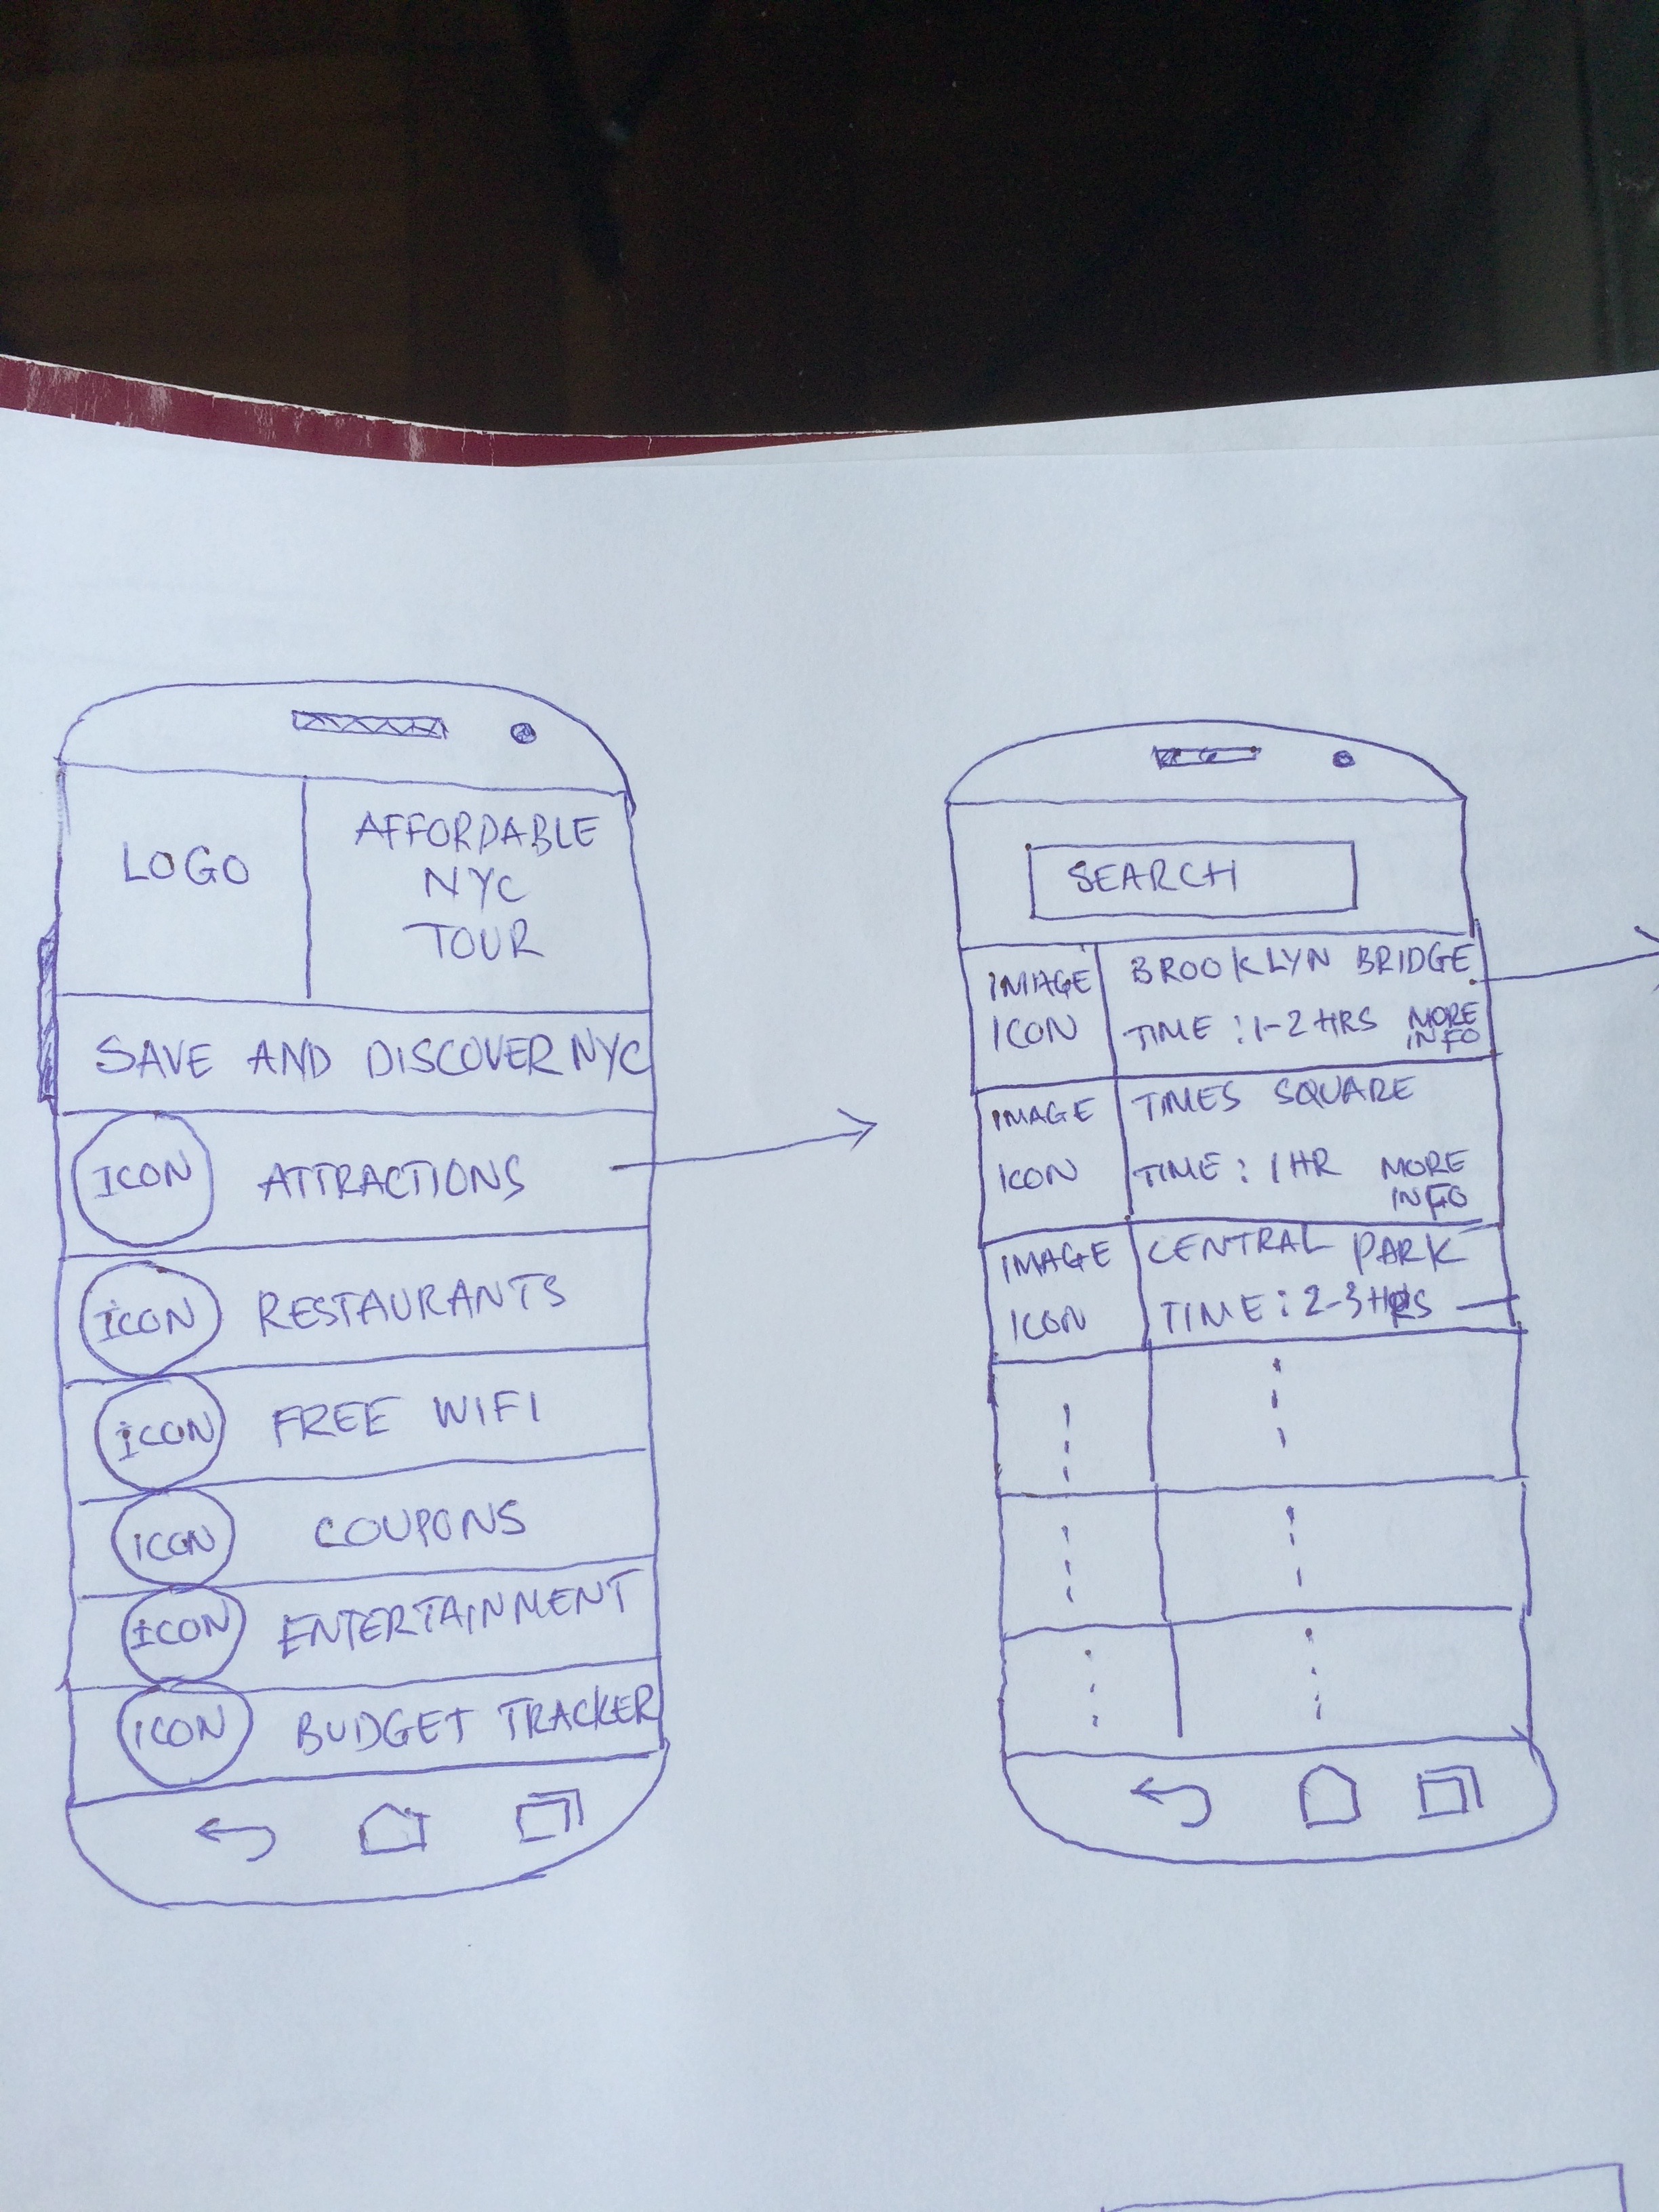 LOGO
AFFORDABLE
NYC
TOUR
SAVE AND DISCOVER NYC
ICON ATTRACTIONS
ICON RESTAURANTS
ICON FREE WIFI
ICON COUPONS
ICON ENTERTAINMENT
ICON BUDGET TRACKER
SEARCH
IMAGE
ICON
BROOKLYN BRIDGE
TIME : 1-2 HRS MORE
INFO
IMAGE
ICON
TIMES SQUARE
TIME : 1 HR MORE
INFO
IMAGE
ICON
CENTRAL PARK
TIME : 2-3 HRS —